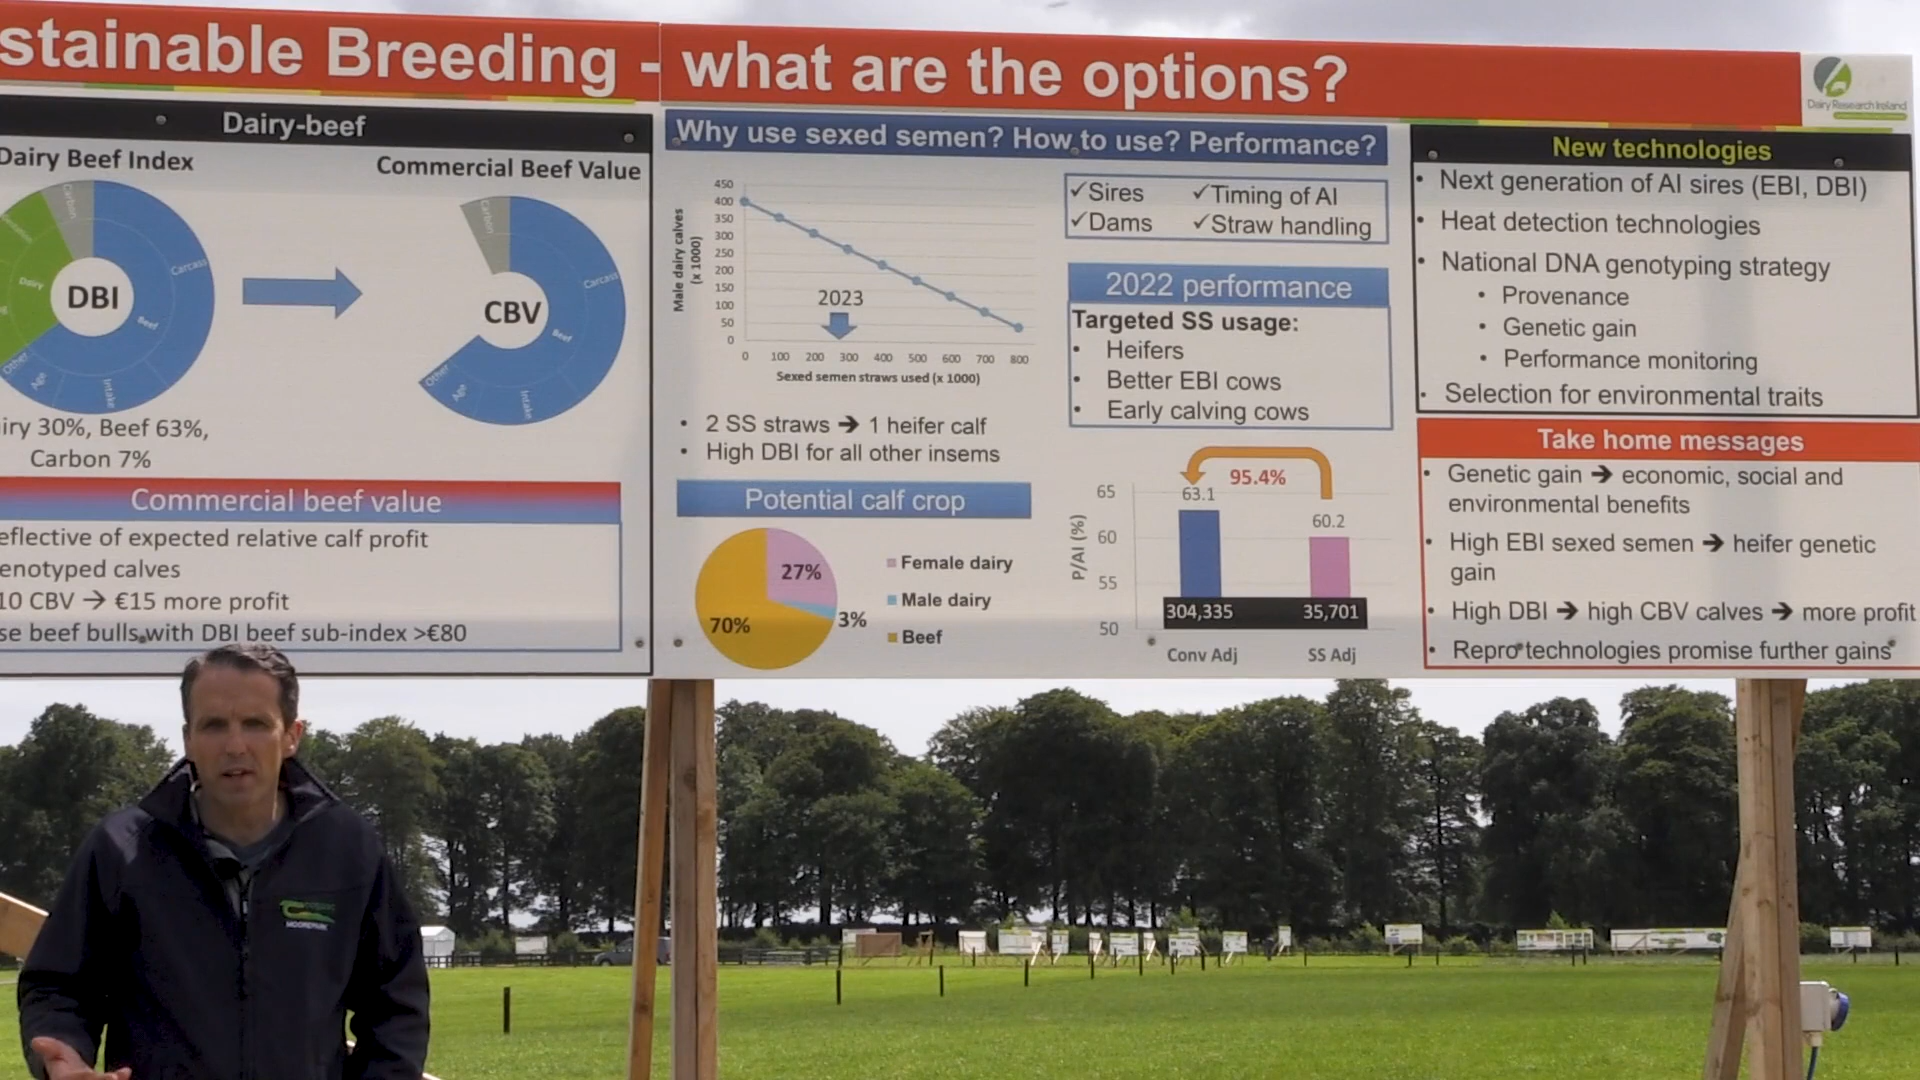 stainable Breeding - what are the options?
Dairy Research Ireland
Dairy-beef
Dairy Beef Index
Commercial Beef Value
Carbon
Dairy
DBI
Carcass
Beef
Other
Age
Intake
Carbon
CBV
Carcass
Beef
Other
Age
Intake
iry 30%, Beef 63%,
Carbon 7%
Commercial beef value
eflective of expected relative calf profit
enotyped calves
10 CBV → €15 more profit
se beef bulls with DBI beef sub-index >€80
Why use sexed semen? How to use? Performance?
Male dairy calves
(x 1000)
450
400
350
300
250
200
150
100
50
0
2023
0 100 200 300 400 500 600 700 800
Sexed semen straws used (x 1000)
• 2 SS straws → 1 heifer calf
• High DBI for all other insems
Potential calf crop
27%
3%
70%
Female dairy
Male dairy
Beef
✓Sires ✓Timing of AI
✓Dams ✓Straw handling
2022 performance
Targeted SS usage:
• Heifers
• Better EBI cows
• Early calving cows
95.4%
P/AI (%)
65
60
55
50
63.1
60.2
304,335 35,701
Conv Adj SS Adj
New technologies
• Next generation of AI sires (EBI, DBI)
• Heat detection technologies
• National DNA genotyping strategy
• Provenance
• Genetic gain
• Performance monitoring
• Selection for environmental traits
Take home messages
• Genetic gain → economic, social and
environmental benefits
• High EBI sexed semen → heifer genetic
gain
• High DBI → high CBV calves → more profit
• Repro technologies promise further gains
MOOREPARK